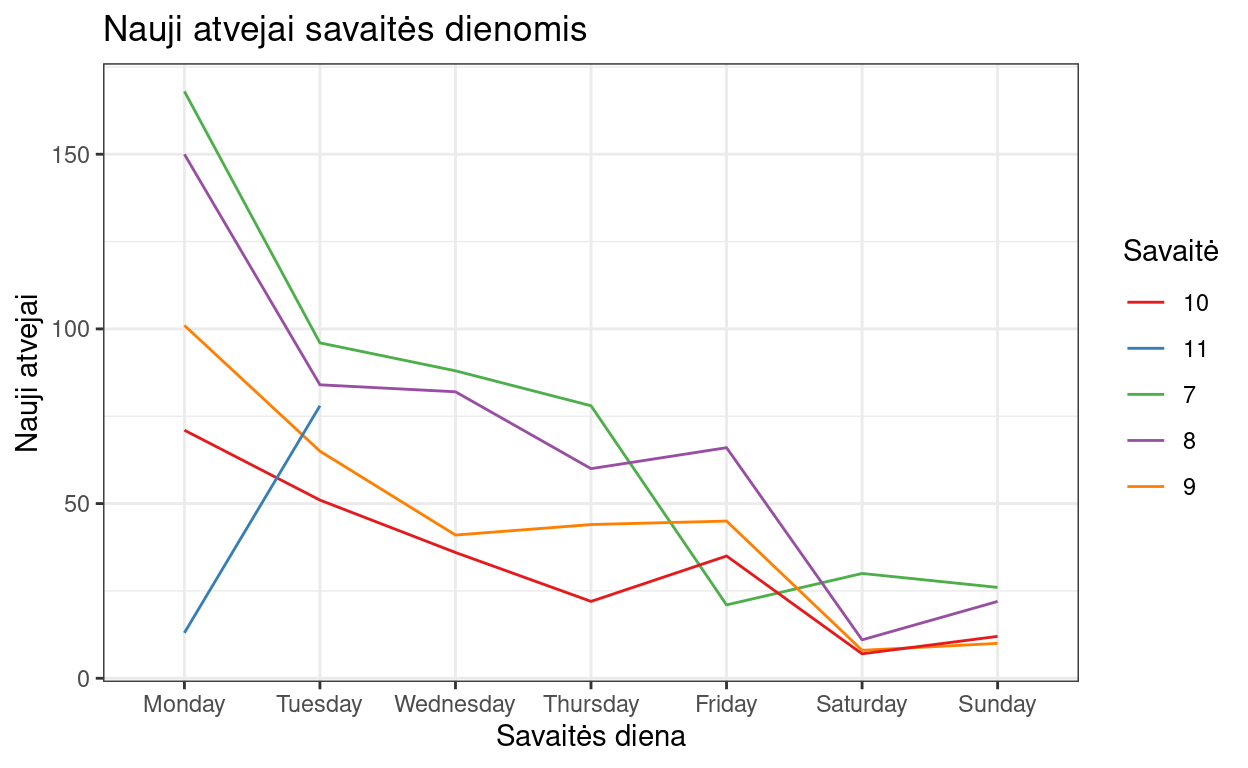 Nauji atvejai savaitės dienomis
Nauji atvejai
150
100
50
0
Monday Tuesday Wednesday Thursday Friday Saturday Sunday
Savaitės diena
Savaitė
10
11
7
8
9